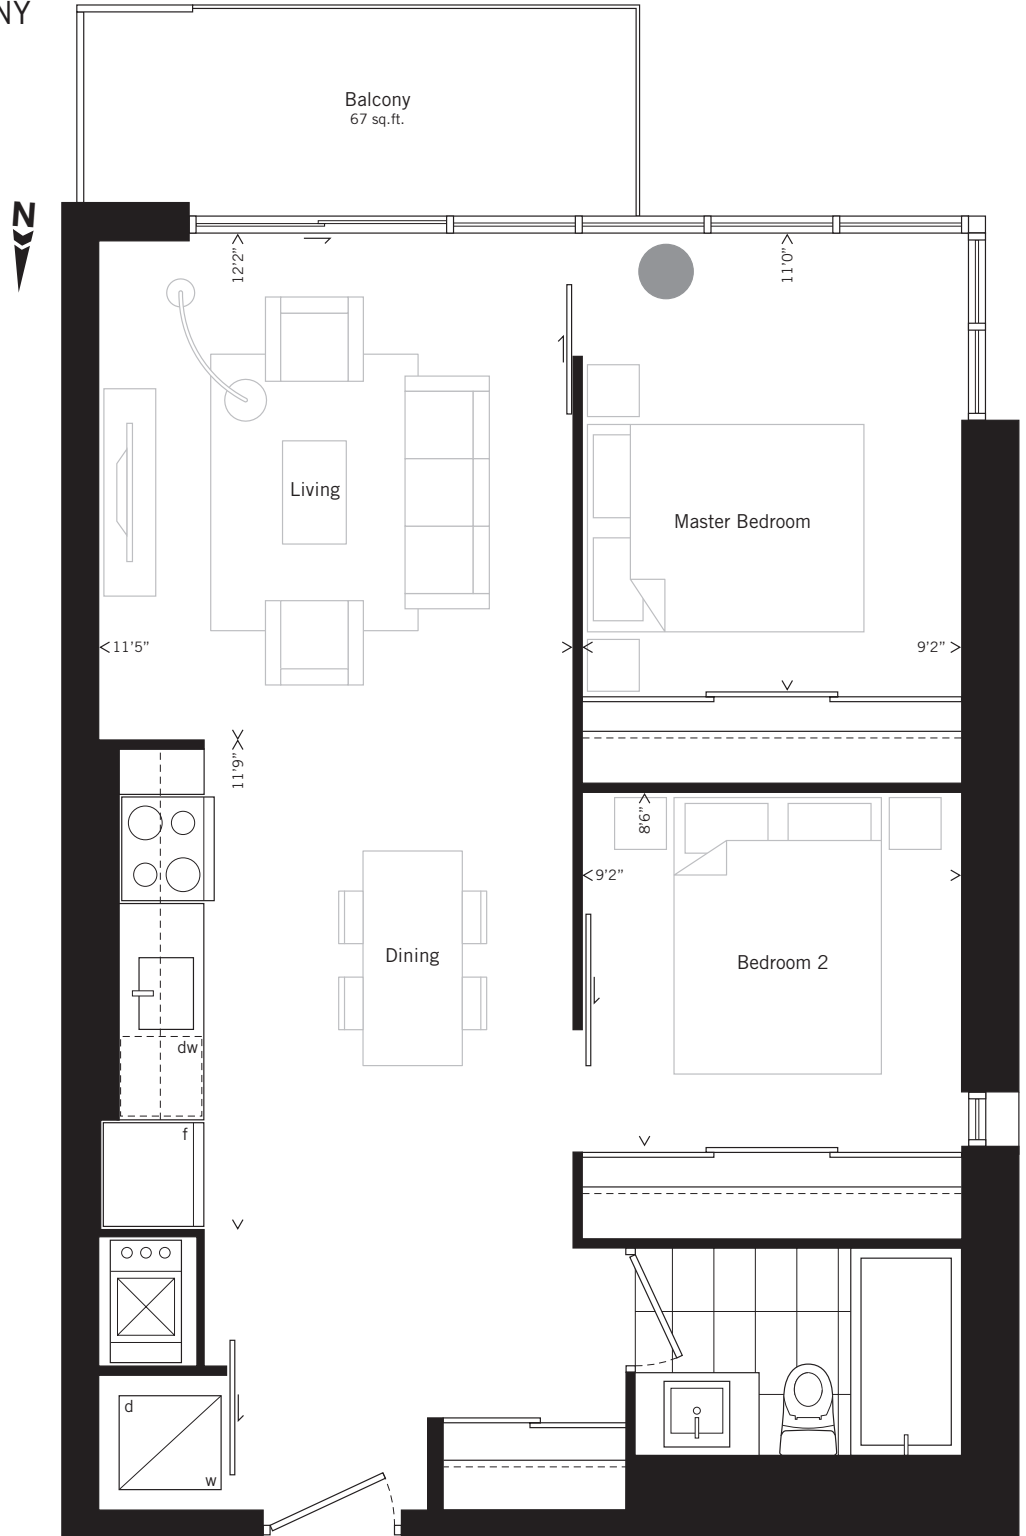 NY
Balcony
67 sq.ft.
N
12'2"
11'0"
Living
Master Bedroom
11'5"
9'2"
11'9"
8'6"
9'2"
Dining
Bedroom 2
dw
f
d
w